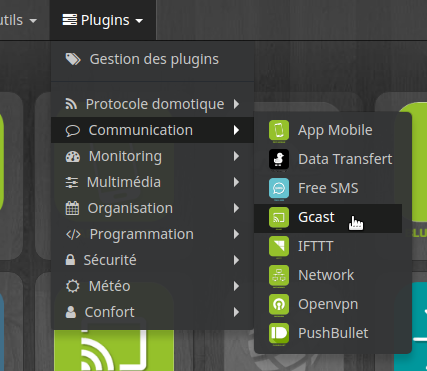 utils
Plugins
Gestion des plugins
Protocole domotique
Communication
Monitoring
Multimédia
Organisation
Programmation
Sécurité
Météo
Confort
App Mobile
Data Transfert
Free SMS
Gcast
IFTTT
Network
Openvpn
PushBullet